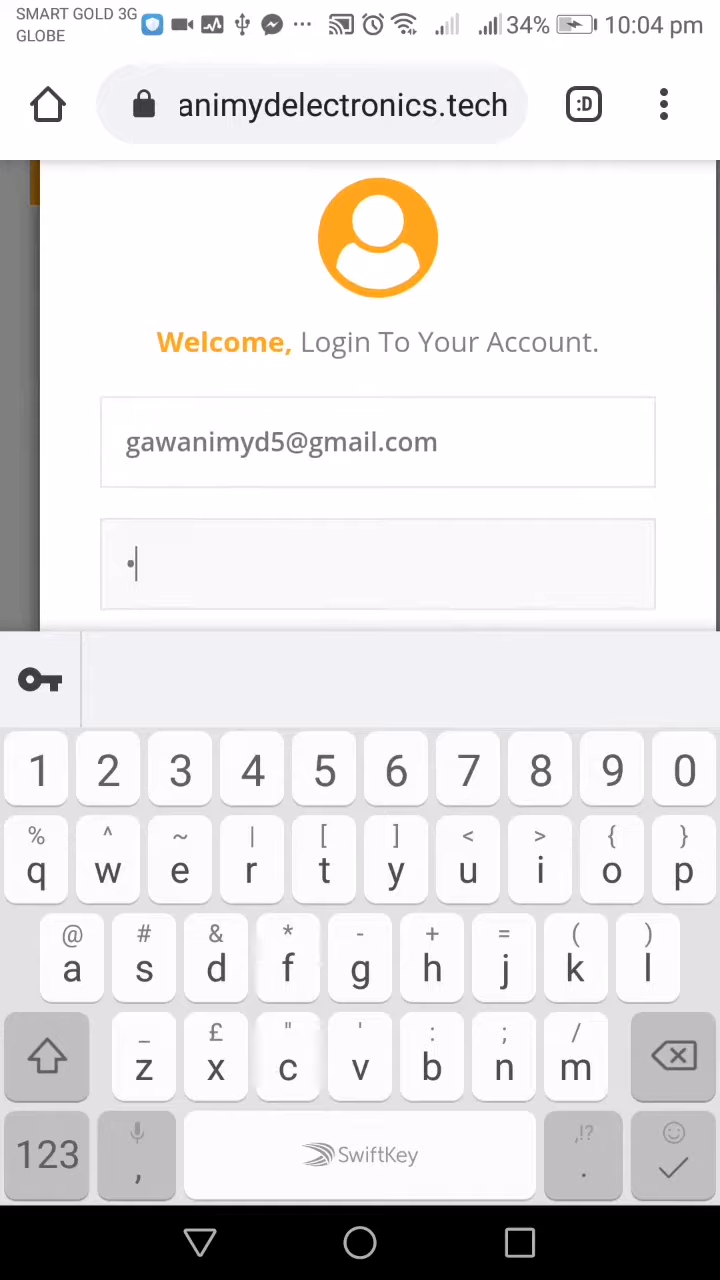 SMART GOLD 3G
GLOBE
34% 10:04 pm
animydelectronics.tech
:D
Welcome, Login To Your Account.
gawanimyd5@gmail.com
•
1 2 3 4 5 6 7 8 9 0
% ^ ~ | [ ] < > { }
q w e r t y u i o p
@ # & * - + = ( )
a s d f g h j k l
_ £ " ' : ; /
z x c v b n m
,!?
123 , SwiftKey .